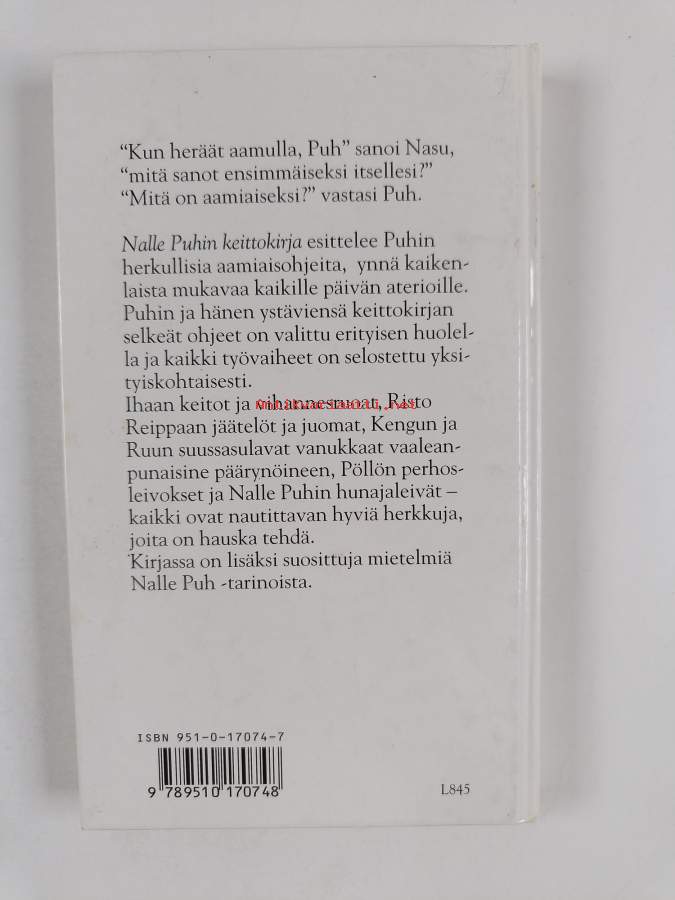 “Kun heräät aamulla, Puh” sanoi Nasu,
“mitä sanot ensimmäiseksi itsellesi?”
“Mitä on aamiaiseksi?” vastasi Puh.
Nalle Puhin keittokirja esittelee Puhin
herkullisia aamiaisohjeita, ynnä kaiken-
laista mukavaa kaikille päivän aterioille.
Puhin ja hänen ystäviensä keittokirjan
selkeät ohjeet on valittu erityisen huolel-
la ja kaikki työvaiheet on selostettu yksi-
tyiskohtaisesti.
Ihaan keitot ja vihannesruuat, Risto
Reippaan jäätelöt ja juomat, Kengun ja
Ruun suussasulavat vanukkaat vaalean-
punaisine päärynöineen, Pöllön perhos-
leivokset ja Nalle Puhin hunajaleivät –
kaikki ovat nautittavan hyviä herkkuja,
joita on hauska tehdä.
Kirjassa on lisäksi suosittuja mietelmiä
Nalle Puh -tarinoista.
ISBN 951-0-17074-7
9 789510 170748
L845